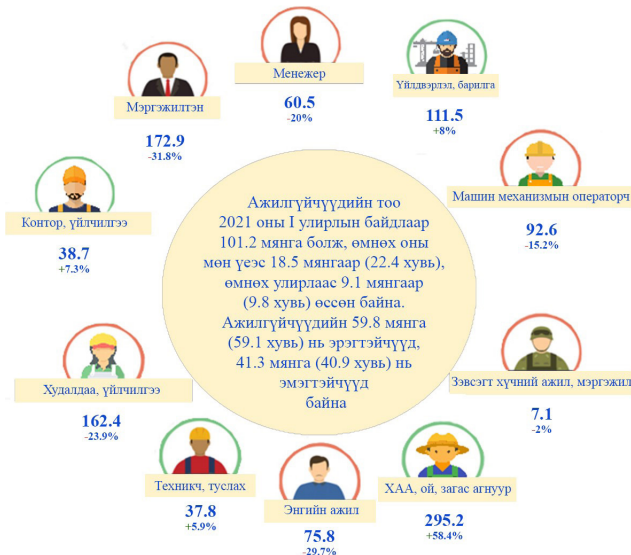 Менежер
60.5
-20%
Үйлдвэрлэл, барилга
111.5
+8%
Машин механизмын операторч
92.6
-15.2%
Зэвсэгт хүчний ажил, мэргэжил
7.1
-2%
ХАА, ой, загас агнуур
295.2
+58.4%
Энгийн ажил
75.8
-29.7%
Техникч, туслах
37.8
+5.9%
Худалдаа, үйлчилгээ
162.4
-23.9%
Контор, үйлчилгээ
38.7
+7.3%
Мэргэжилтэн
172.9
-31.8%
Ажилгүйчүүдийн тоо
2021 оны I улирлын байдлаар
101.2 мянга болж, өмнөх оны
мөн үеэс 18.5 мянгаар (22.4 хувь),
өмнөх улирлаас 9.1 мянгаар
(9.8 хувь) өссөн байна.
Ажилгүйчүүдийн 59.8 мянга
(59.1 хувь) нь эрэгтэйчүүд,
41.3 мянга (40.9 хувь) нь
эмэгтэйчүүд
байна